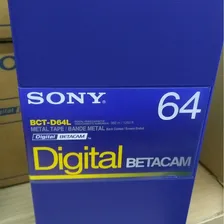 SONY 64
BCT-D64L
METAL TAPE / BANDE METAL
Digital BETACAM
Digital BETACAM